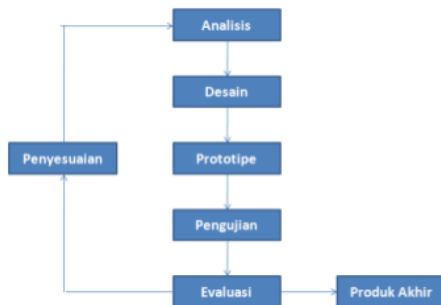 Analisis
Desain
Penyesuaian
Prototipe
Pengujian
Evaluasi
Produk Akhir